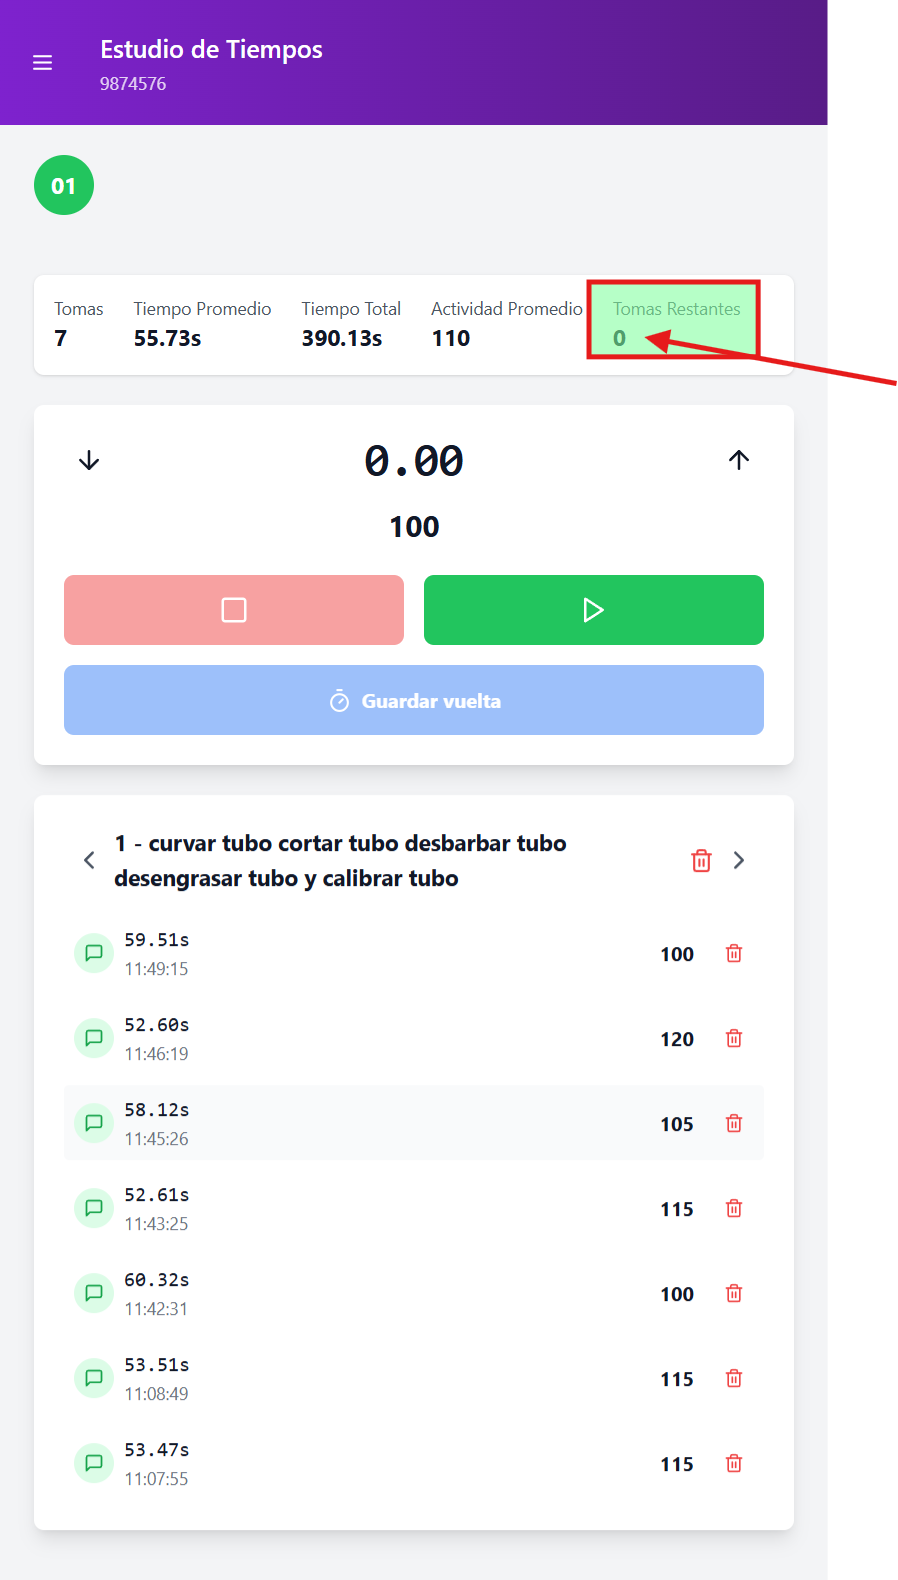 Estudio de Tiempos
9874576
01
Tomas Tiempo Promedio Tiempo Total Actividad Promedio Tomas Restantes
7 55.73s 390.13s 110 0
0.00
100
Guardar vuelta
1 - curvar tubo cortar tubo desbarbar tubo
desengrasar tubo y calibrar tubo
59.51s
11:49:15
100
52.60s
11:46:19
120
58.12s
11:45:26
105
52.61s
11:43:25
115
60.32s
11:42:31
100
53.51s
11:08:49
115
53.47s
11:07:55
115